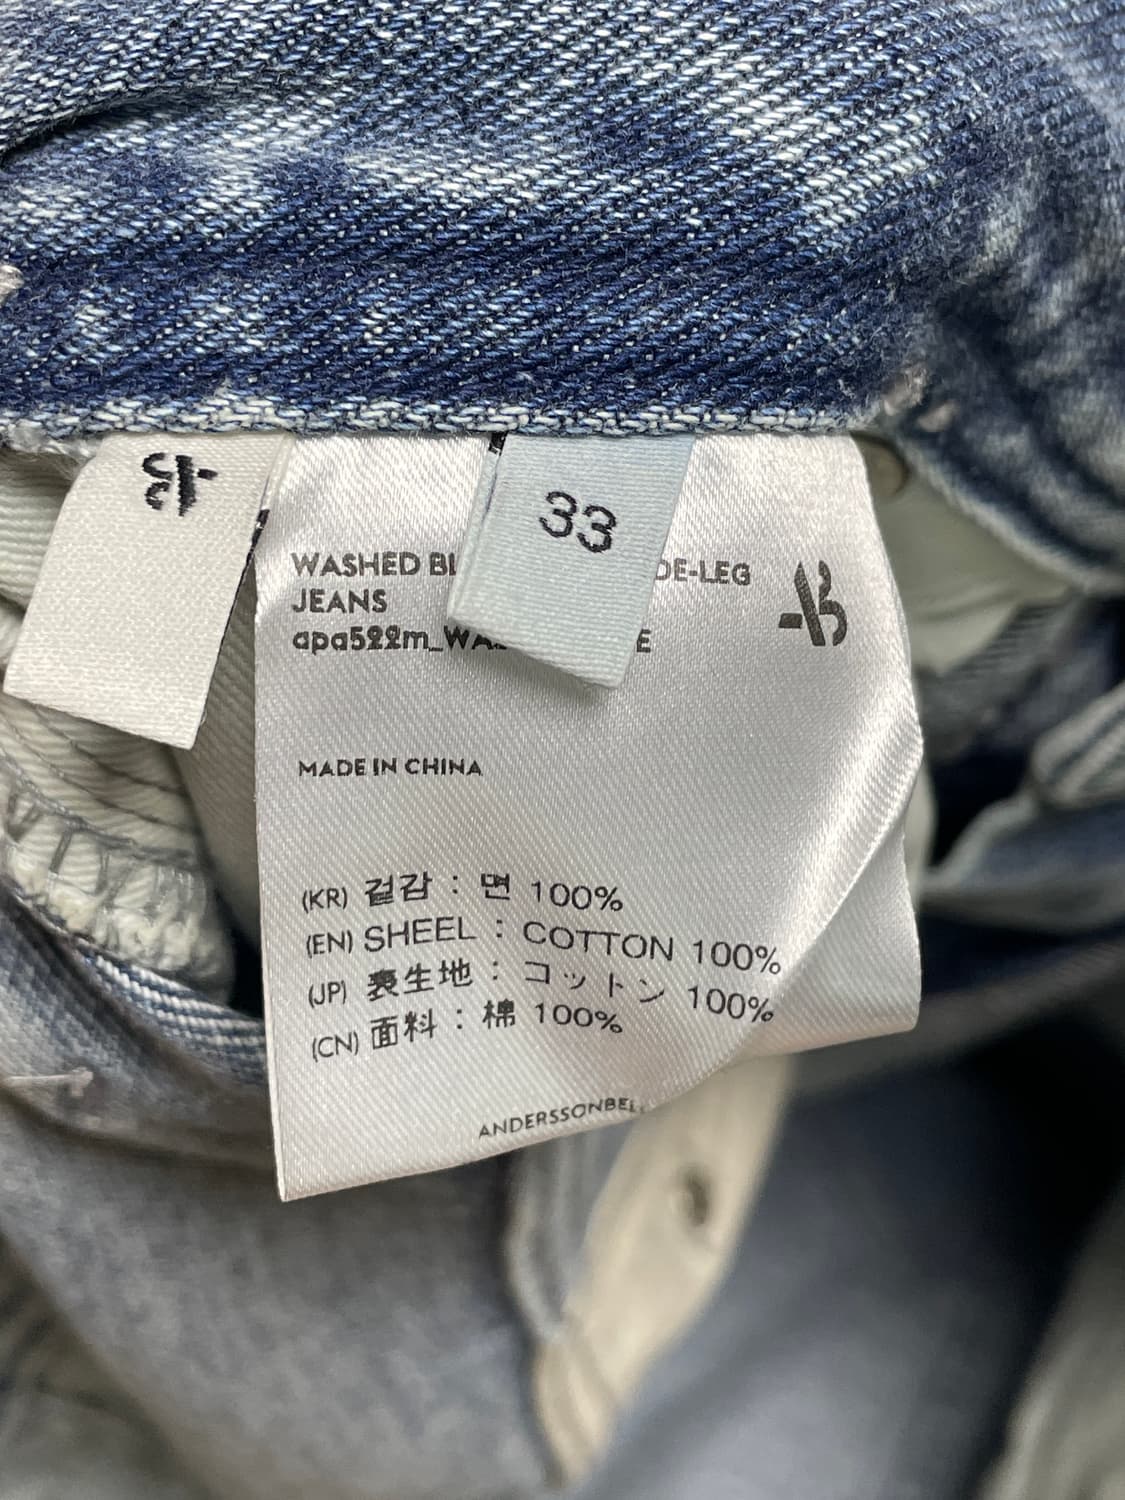 33
WASHED BL DE-LEG
JEANS
apa522m_WA E
MADE IN CHINA
(KR) 겉감 : 면 100%
(EN) SHEEL : COTTON 100%
(JP) 表生地 : コットン 100%
(CN) 面料 : 棉 100%
ANDERSSONBE